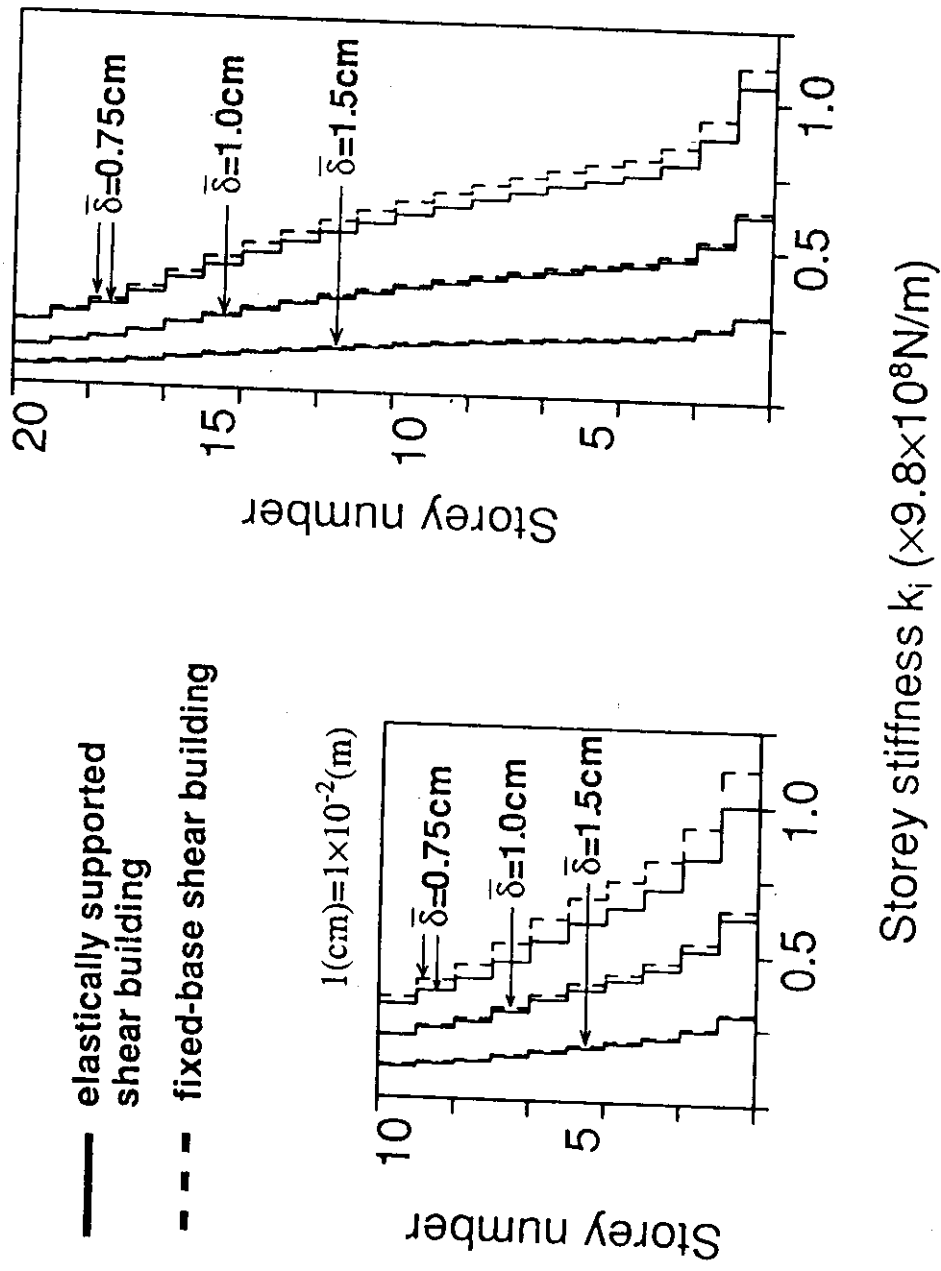 elastically supported
shear building
fixed-base shear building
1(cm)=1×10⁻²(m)
Storey number
10
5
δ̄=0.75cm
δ̄=1.0cm
δ̄=1.5cm
0.5
1.0
Storey number
20
15
10
5
δ̄=0.75cm
δ̄=1.0cm
δ̄=1.5cm
0.5
1.0
Storey stiffness kᵢ (×9.8×10⁸N/m)